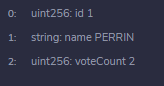 0: uint256: id 1
1: string: name PERRIN
2: uint256: voteCount 2